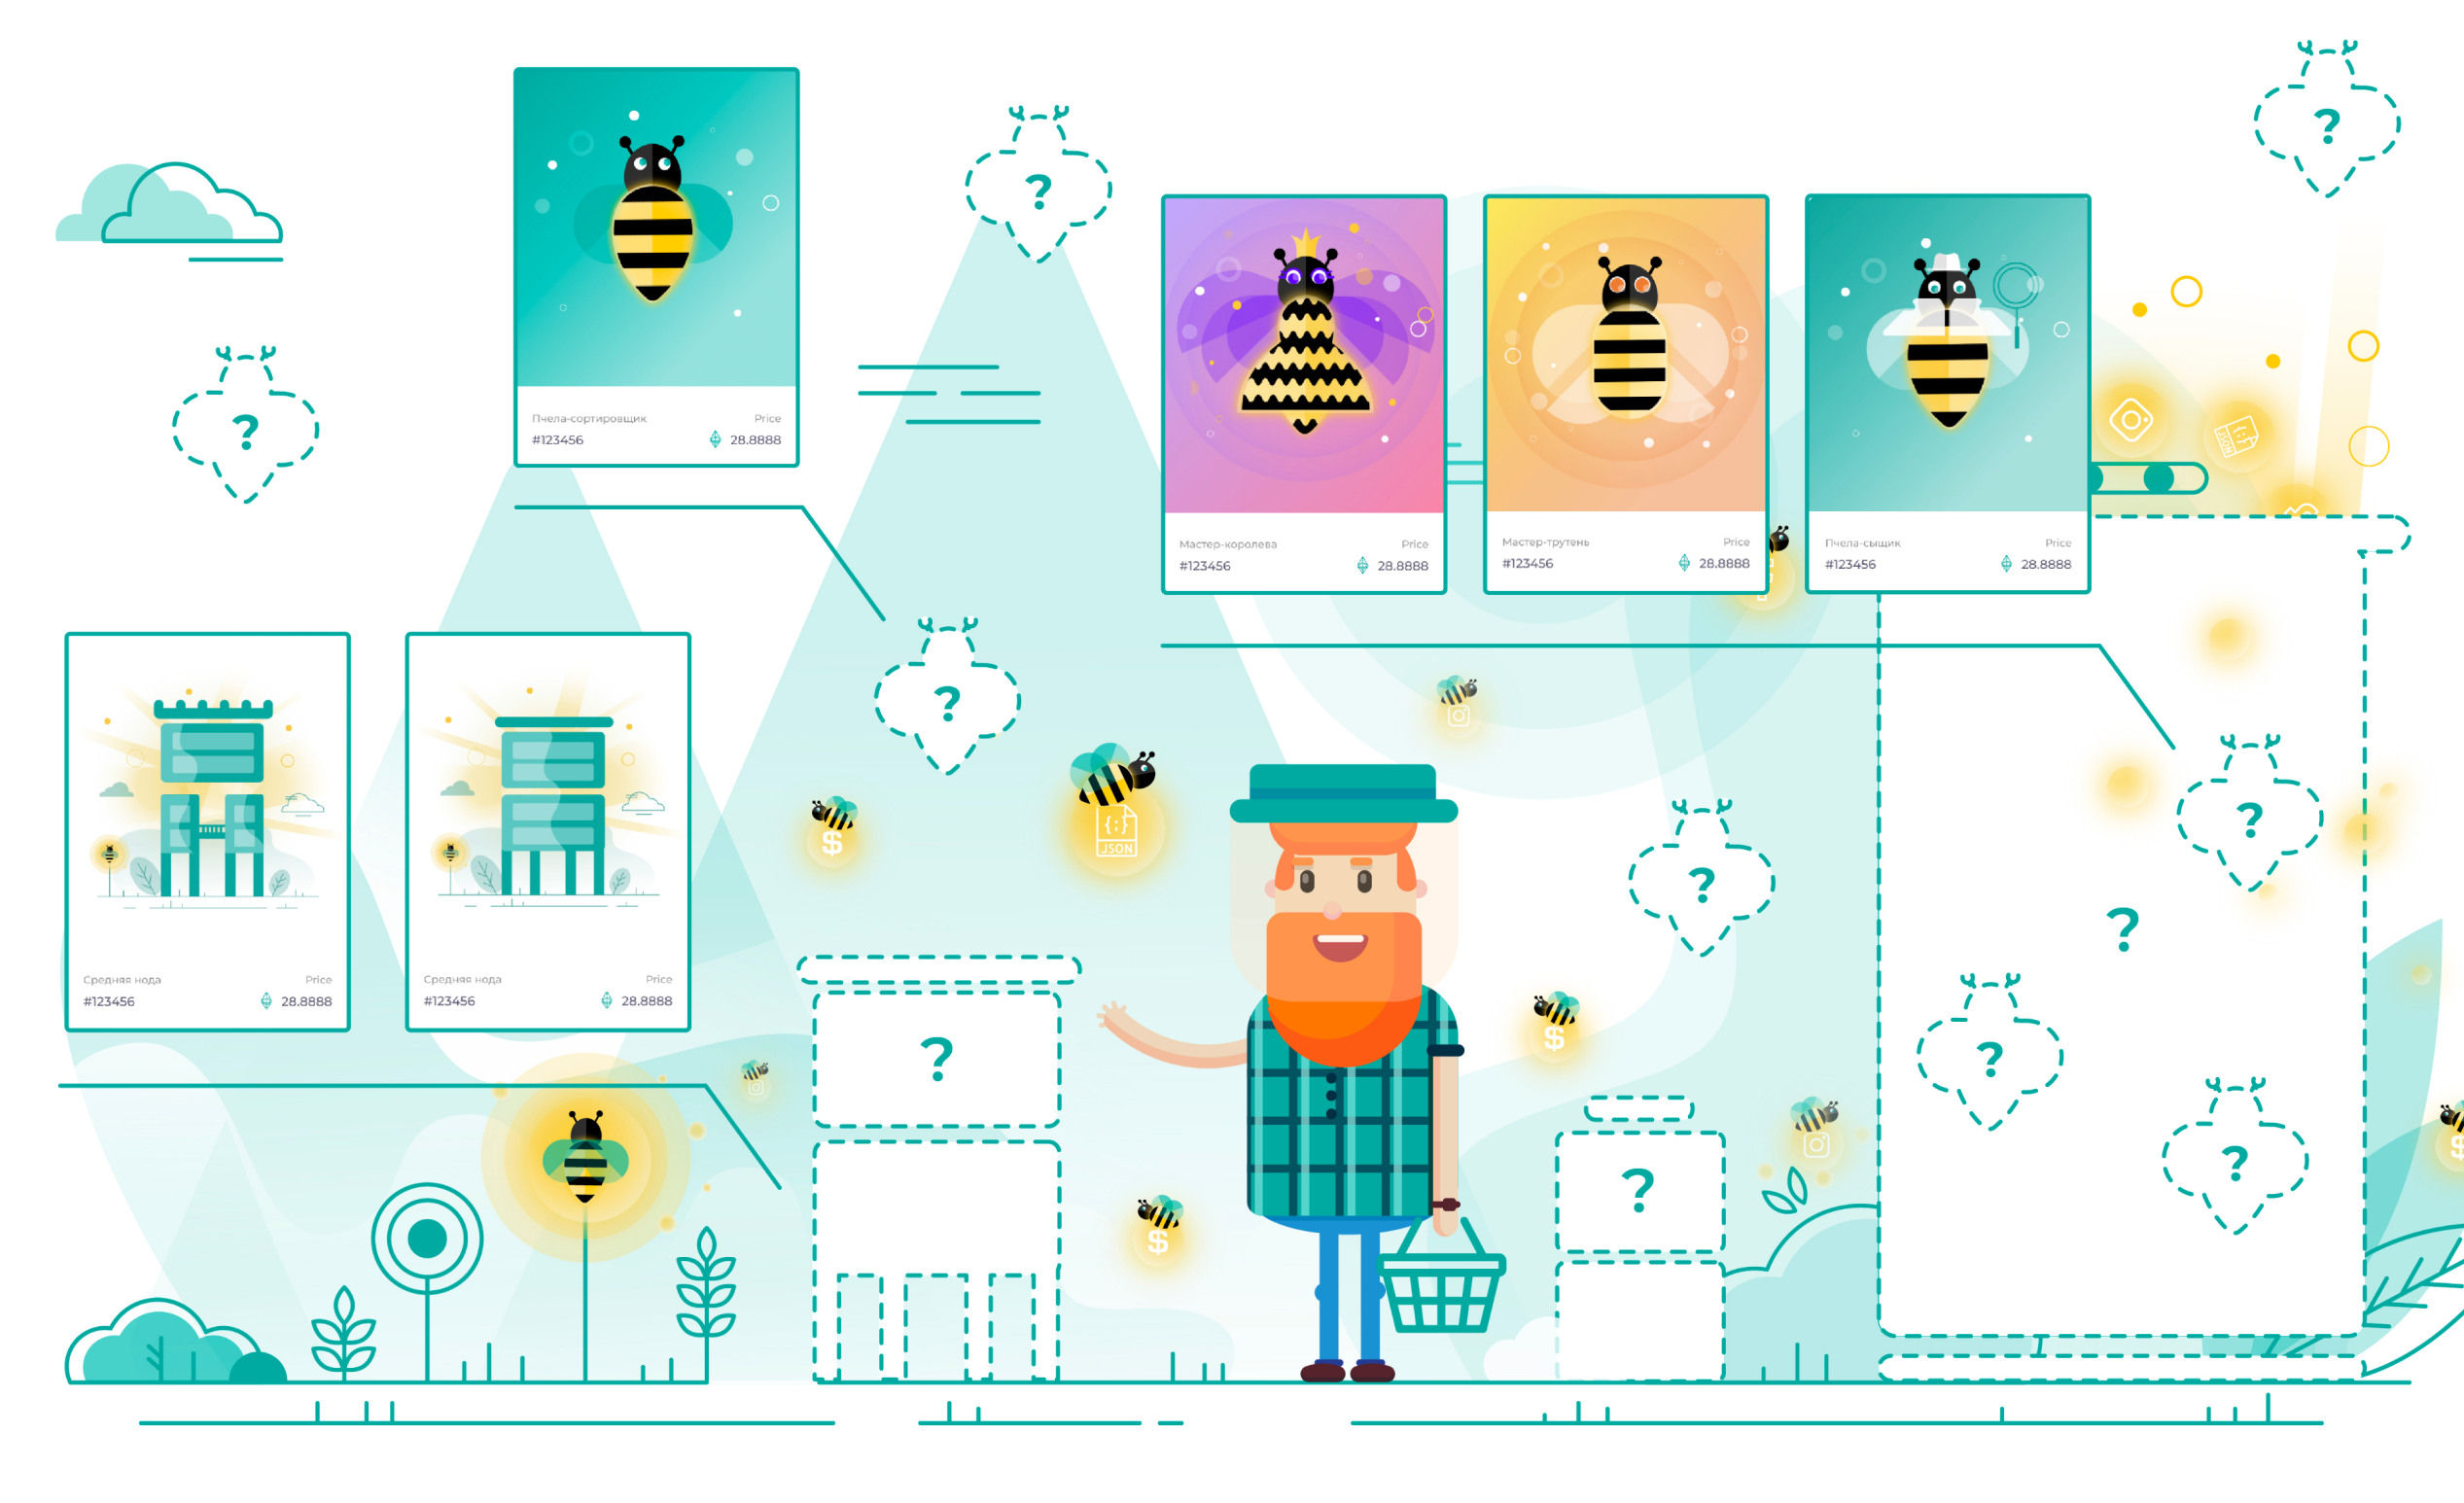 ?
?
Пчела-сортировщик Price
#123456 28.8888
?
Мастер-королева Price
#123456 28.8888
Мастер-трутень Price
#123456 28.8888
Пчела-сыщик Price
#123456 28.8888
JSON
?
Средняя нода Price
#123456 28.8888
Средняя нода Price
#123456 28.8888
$
{;}
JSON
?
?
?
?
$
?
?
?
?
$
$